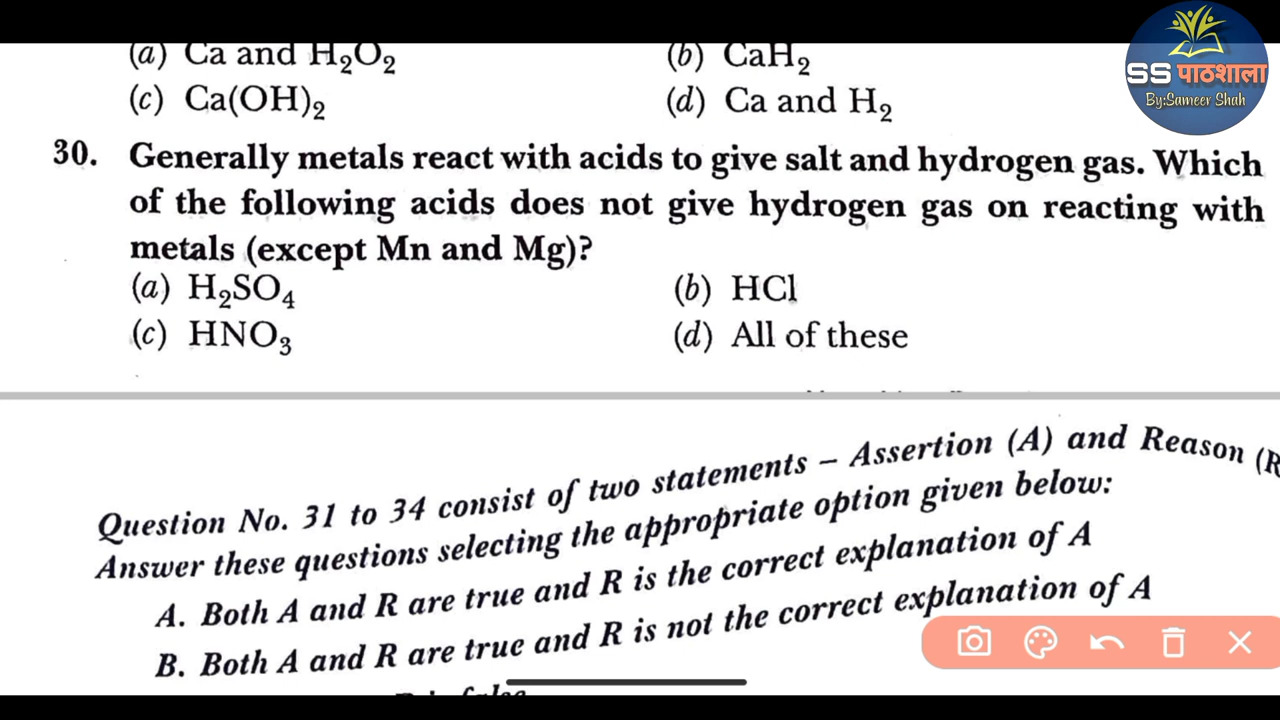 (a) Ca and H₂O₂ (b) CaH₂
(c) Ca(OH)₂ (d) Ca and H₂
30. Generally metals react with acids to give salt and hydrogen gas. Which
of the following acids does not give hydrogen gas on reacting with
metals (except Mn and Mg)?
(a) H₂SO₄ (b) HCl
(c) HNO₃ (d) All of these
Question No. 31 to 34 consist of two statements – Assertion (A) and Reason (R
Answer these questions selecting the appropriate option given below:
A. Both A and R are true and R is the correct explanation of A
B. Both A and R are true and R is not the correct explanation of A
SS पाठशाला
By:Sameer Shah